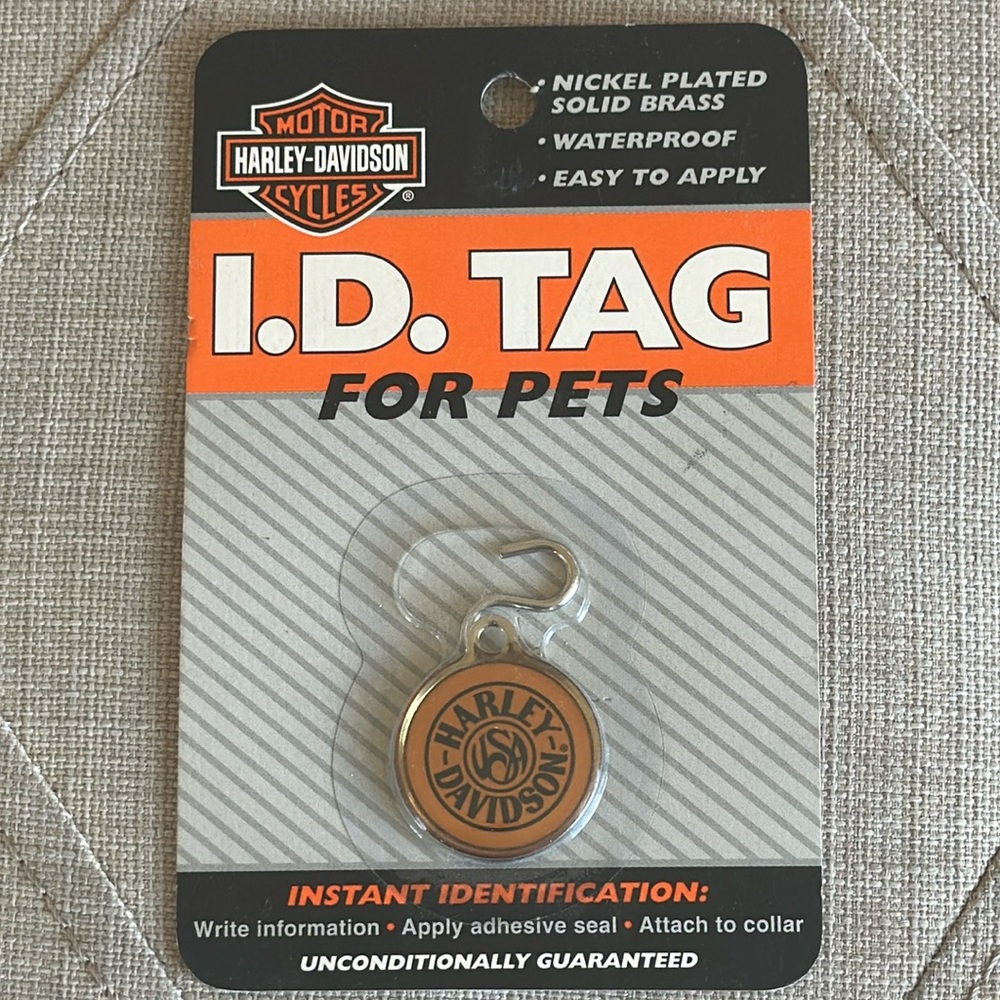 MOTOR
HARLEY-DAVIDSON
CYCLES
®
• NICKEL PLATED
SOLID BRASS
• WATERPROOF
• EASY TO APPLY
I.D. TAG
FOR PETS
HARLEY-
USA
-DAVIDSON®
INSTANT IDENTIFICATION:
Write information • Apply adhesive seal • Attach to collar
UNCONDITIONALLY GUARANTEED